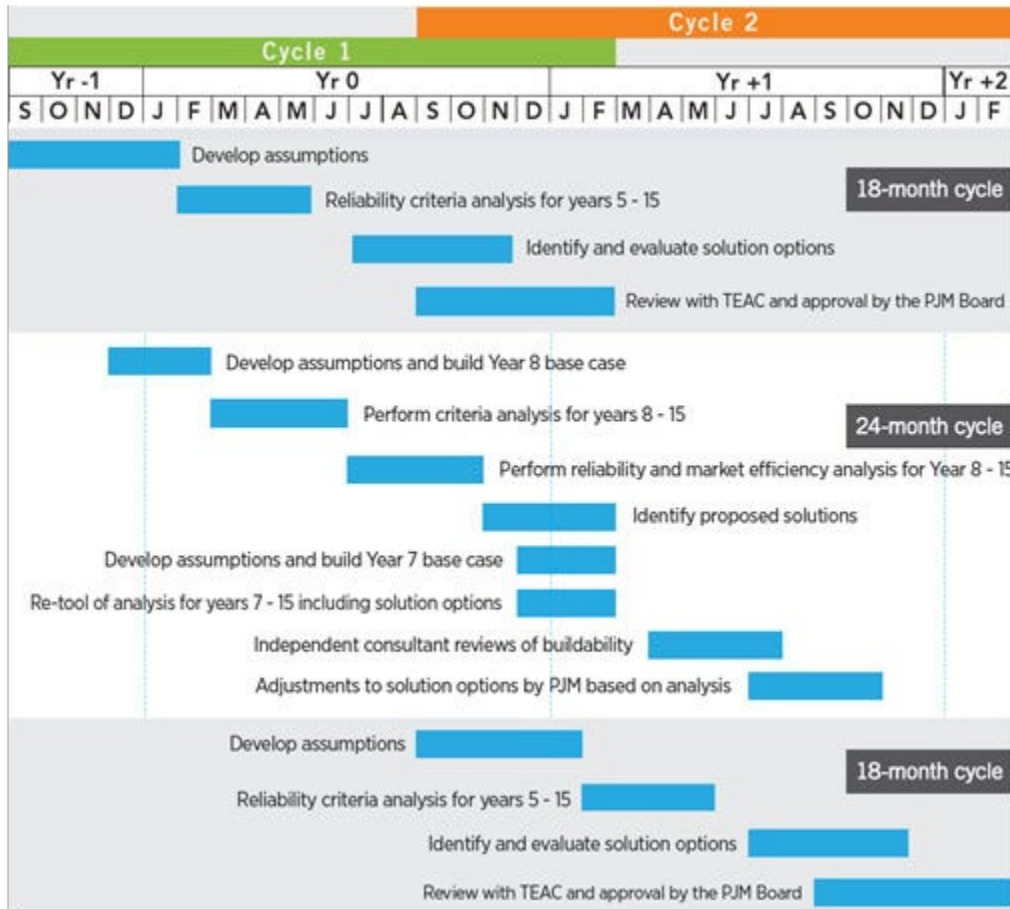 Cycle 2
Cycle 1
Yr -1 Yr 0 Yr +1 Yr +2
S O N D J F M A M J J A S O N D J F M A M J J A S O N D J F
Develop assumptions
18-month cycle
Reliability criteria analysis for years 5 - 15
Identify and evaluate solution options
Review with TEAC and approval by the PJM Board
Develop assumptions and build Year 8 base case
Perform criteria analysis for years 8 - 15
24-month cycle
Perform reliability and market efficiency analysis for Year 8 - 15
Identify proposed solutions
Develop assumptions and build Year 7 base case
Re-tool of analysis for years 7 - 15 including solution options
Independent consultant reviews of buildability
Adjustments to solution options by PJM based on analysis
Develop assumptions
18-month cycle
Reliability criteria analysis for years 5 - 15
Identify and evaluate solution options
Review with TEAC and approval by the PJM Board